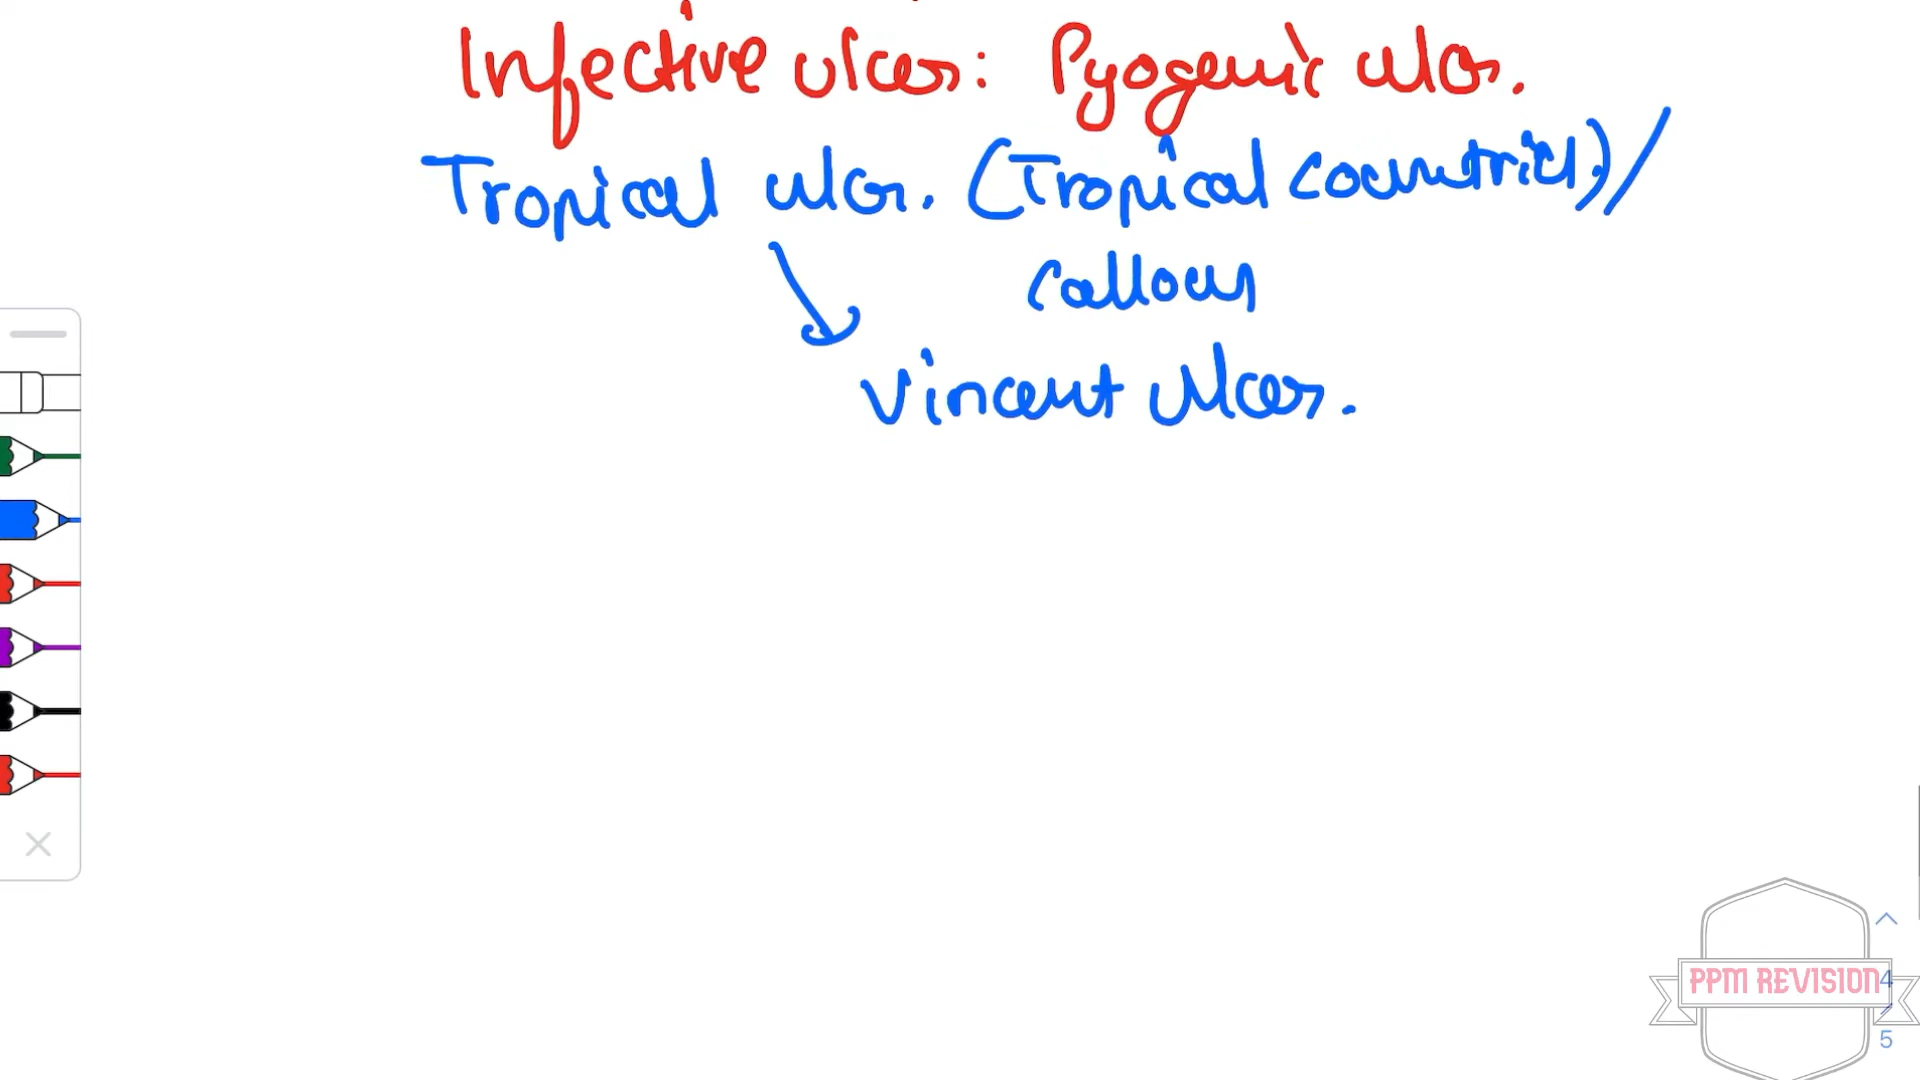 Infective ulcer: Pyogenic ulcer.
Tropical ulcer. (Tropical countries)/
callous
Vincent ulcer.
PPM REVISION
4
5